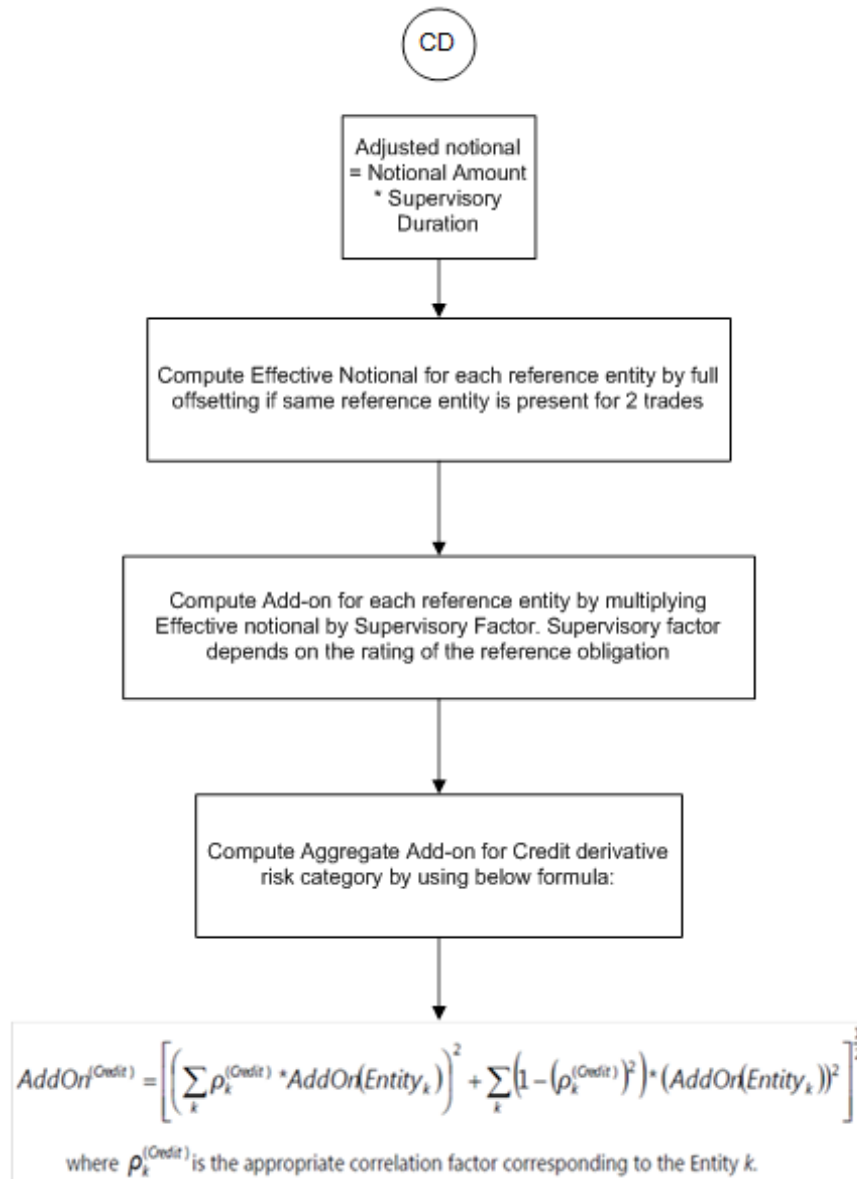 CD
Adjusted notional
= Notional Amount
* Supervisory
Duration
Compute Effective Notional for each reference entity by full
offsetting if same reference entity is present for 2 trades
Compute Add-on for each reference entity by multiplying
Effective notional by Supervisory Factor. Supervisory factor
depends on the rating of the reference obligation
Compute Aggregate Add-on for Credit derivative
risk category by using below formula:
AddOn^(Credit) = [(∑_k ρ_k^(Credit) * AddOn(Entity_k))^2 + ∑_k (1 − (ρ_k^(Credit))^2) * (AddOn(Entity_k))^2]
where ρ_k^(Credit) is the appropriate correlation factor corresponding to the Entity k.